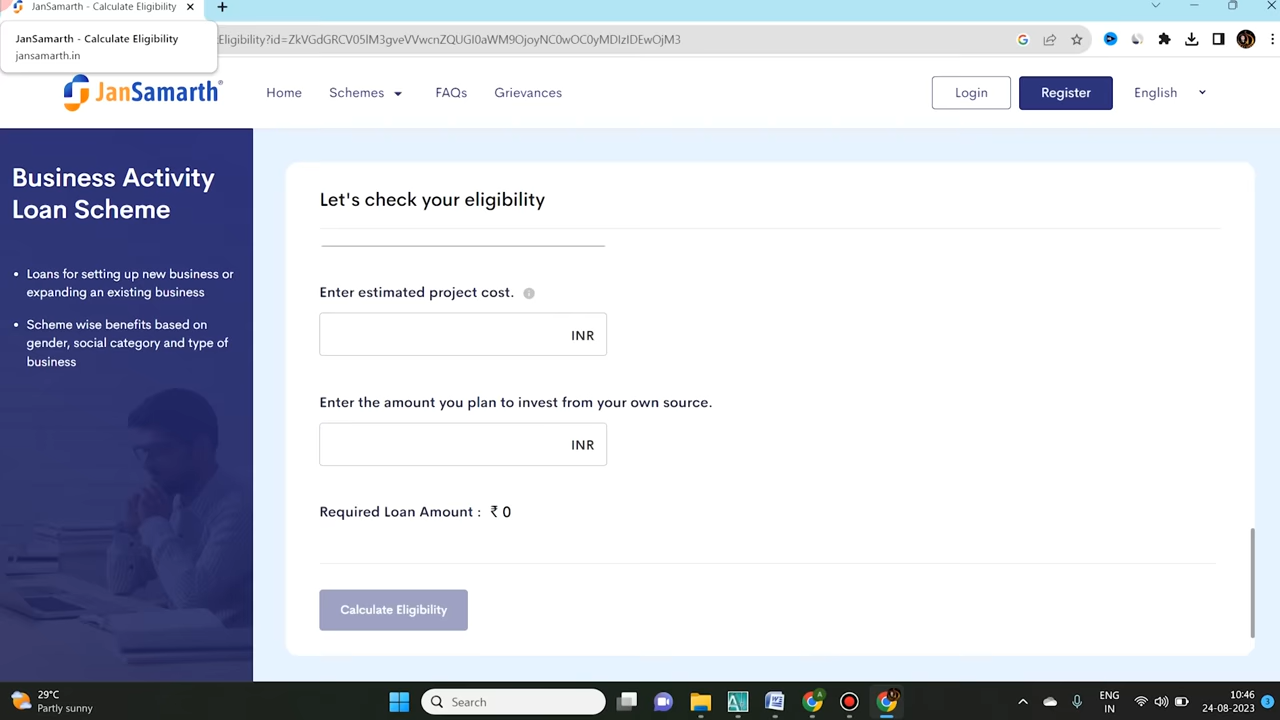 JanSamarth - Calculate Eligibility
JanSamarth - Calculate Eligibility
jansamarth.in
JanSamarth
Home
Schemes
FAQs
Grievances
Login
Register
English
Business Activity
Loan Scheme
Loans for setting up new business or
expanding an existing business
Scheme wise benefits based on
gender, social category and type of
business
Let's check your eligibility
Enter estimated project cost.
INR
Enter the amount you plan to invest from your own source.
INR
Required Loan Amount : ₹ 0
Calculate Eligibility
29°C
Partly sunny
Search
ENG
IN
10:46
24-08-2023